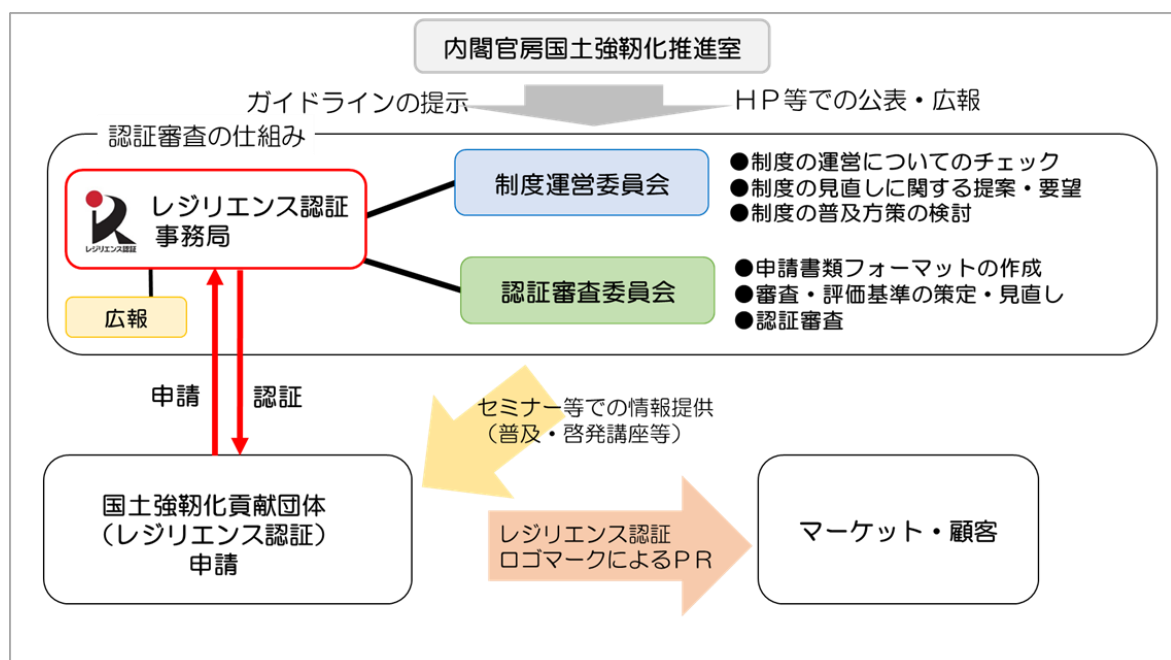 内閣官房国土強靭化推進室
ガイドラインの提示
ＨＰ等での公表・広報
認証審査の仕組み
レジリエンス認証
事務局
レジリエンス認証
広報
制度運営委員会
●制度の運営についてのチェック
●制度の見直しに関する提案・要望
●制度の普及方策の検討
認証審査委員会
●申請書類フォーマットの作成
●審査・評価基準の策定・見直し
●認証審査
申請
認証
セミナー等での情報提供
（普及・啓発講座等）
国土強靭化貢献団体
（レジリエンス認証）
申請
レジリエンス認証
ロゴマークによるＰＲ
マーケット・顧客